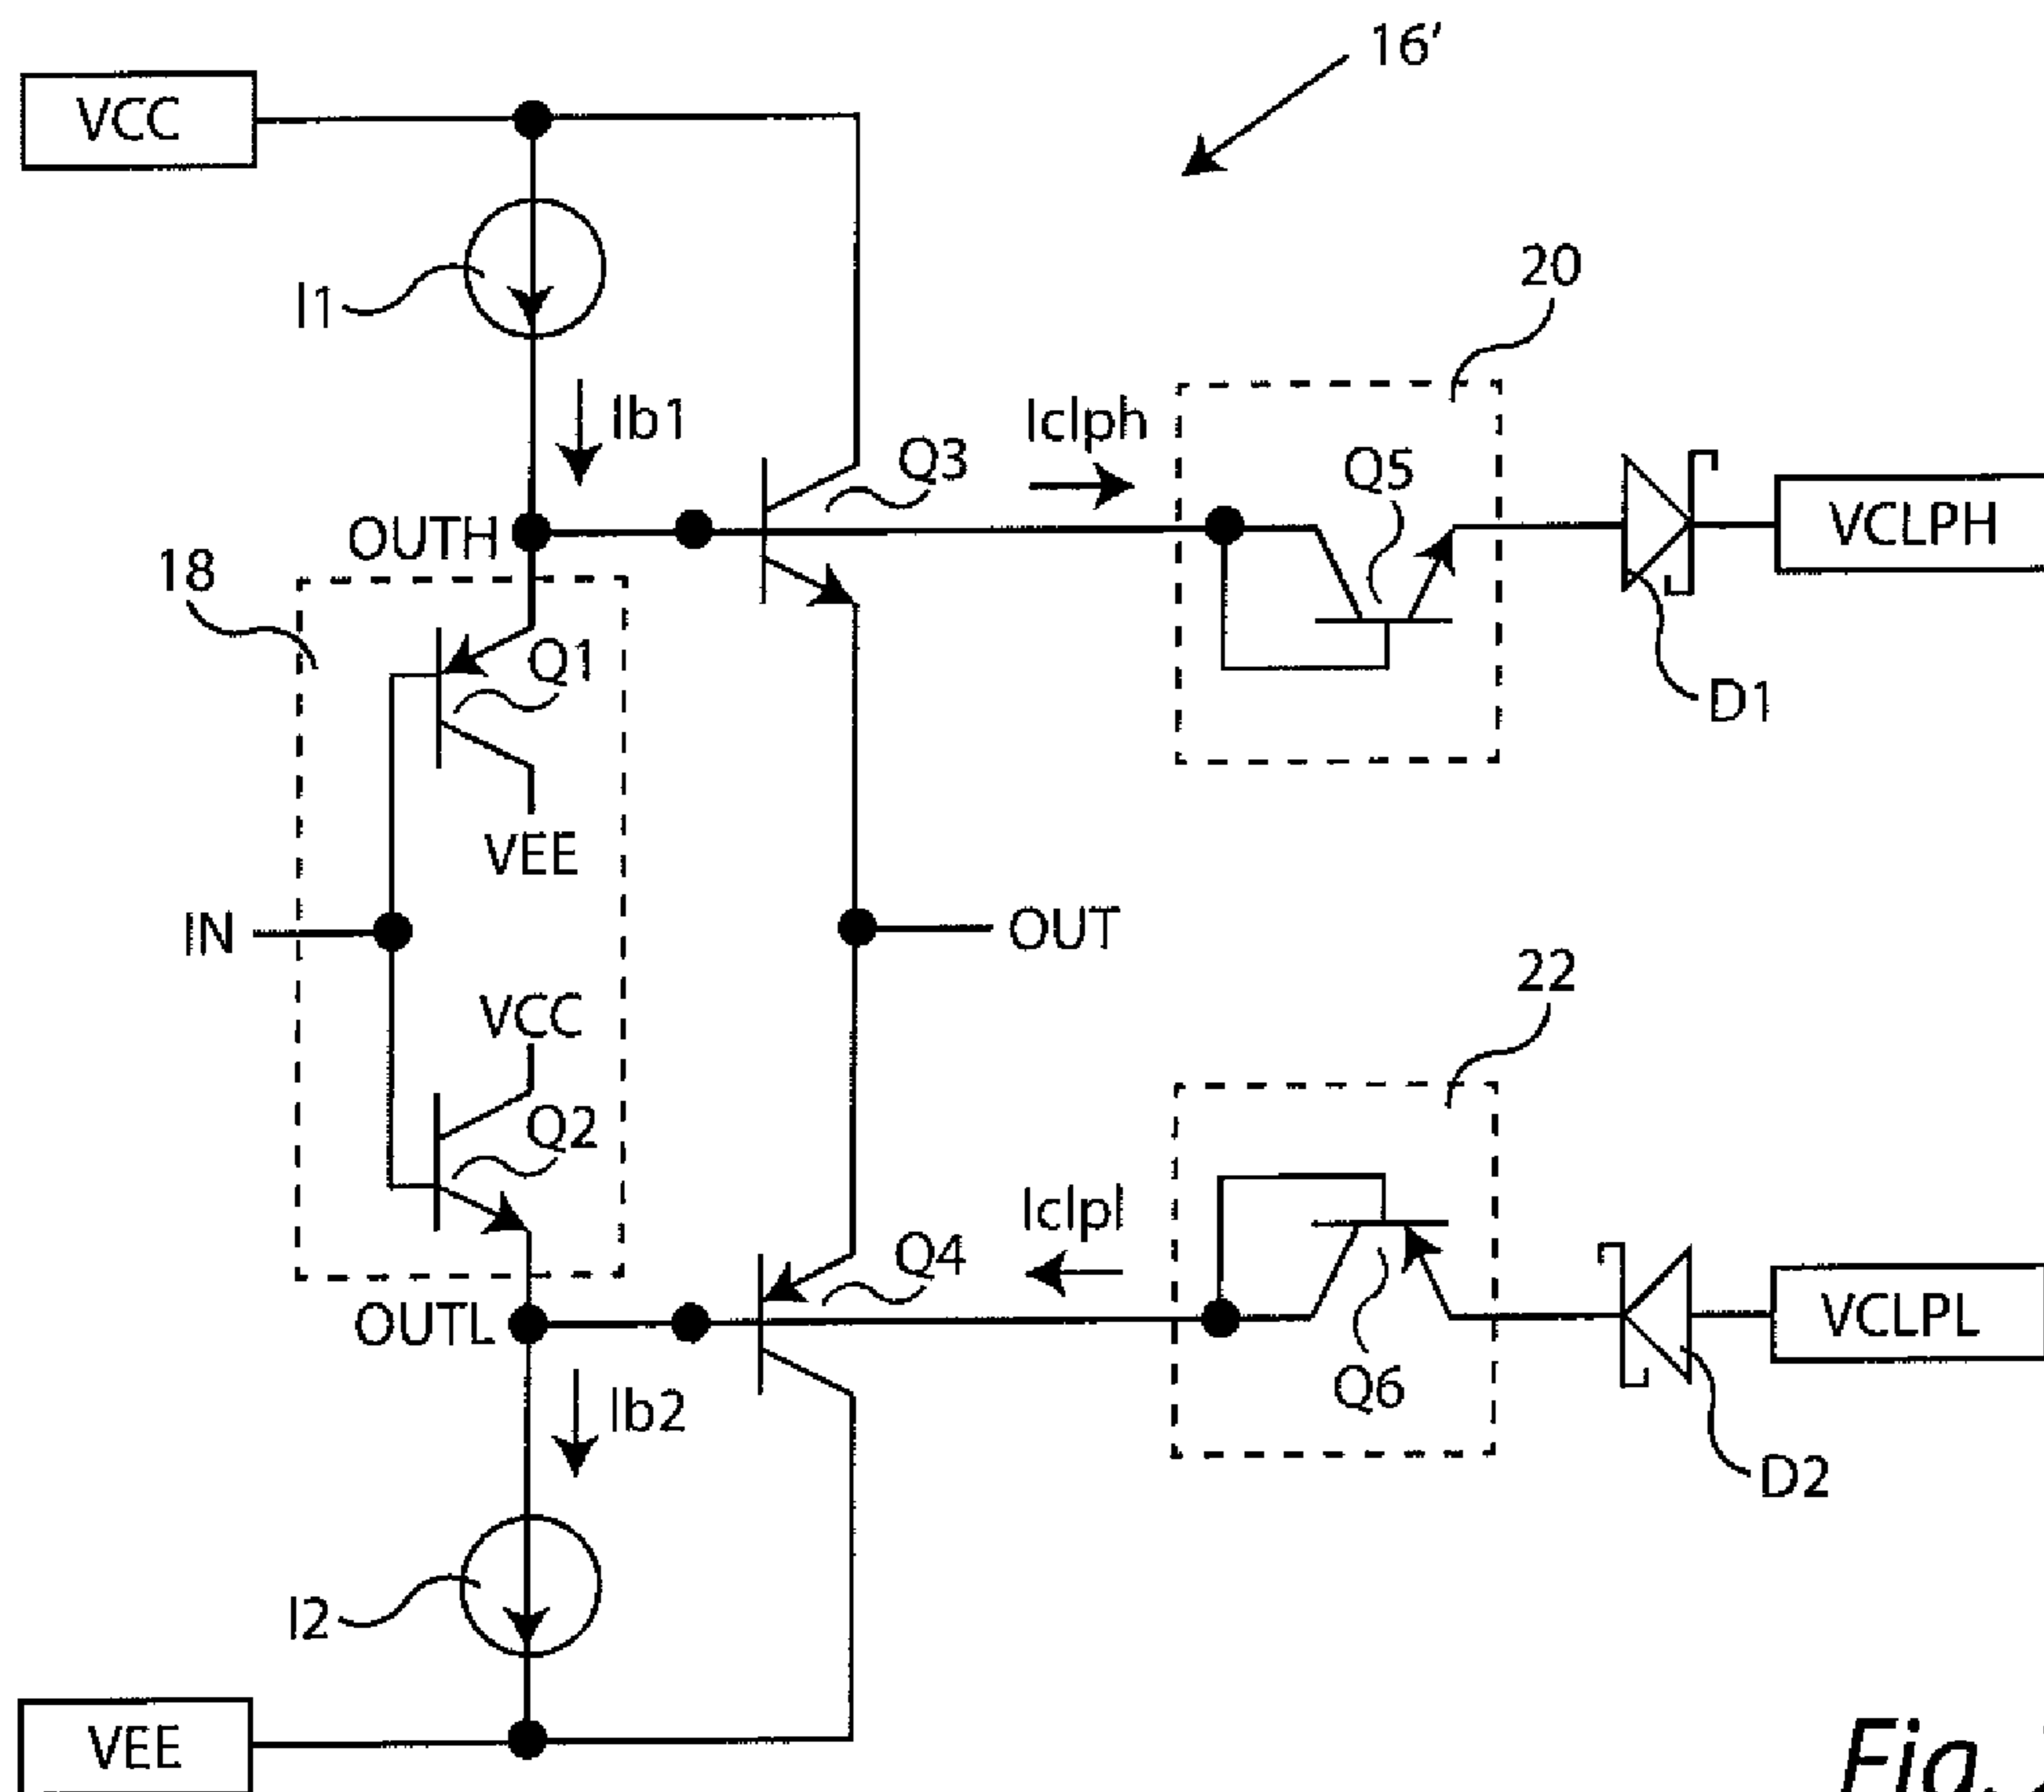 16’
VCC
I1
Ib1
20
Iclph
Q3
Q5
OUTH
VCLPH
18
Q1
D1
VEE
IN
OUT
VCC
22
Q2
Iclpl
Q4
OUTL
VCLPL
Ib2
Q6
D2
I2
VEE
Fig.